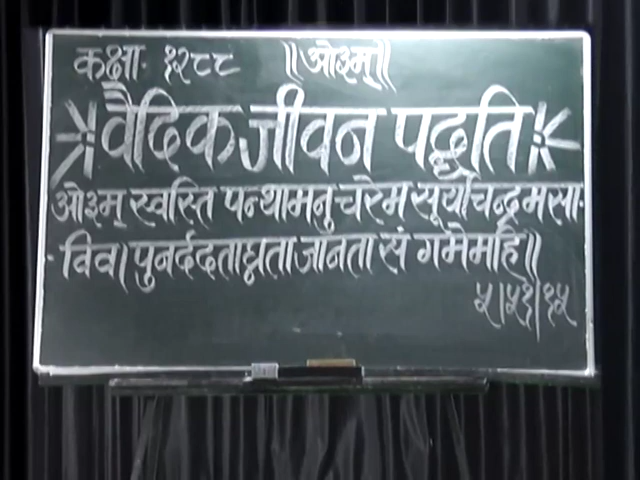 कक्षा- १२८८ ॥ओ३म्॥
वैदिक जीवन पद्धति
ओ३म् स्वस्ति पन्थामनु चरेम सूर्याचन्द्रमसा-
-विव। पुनर्ददताघ्नता जानता सं गमेमहि॥
५।५१।१५